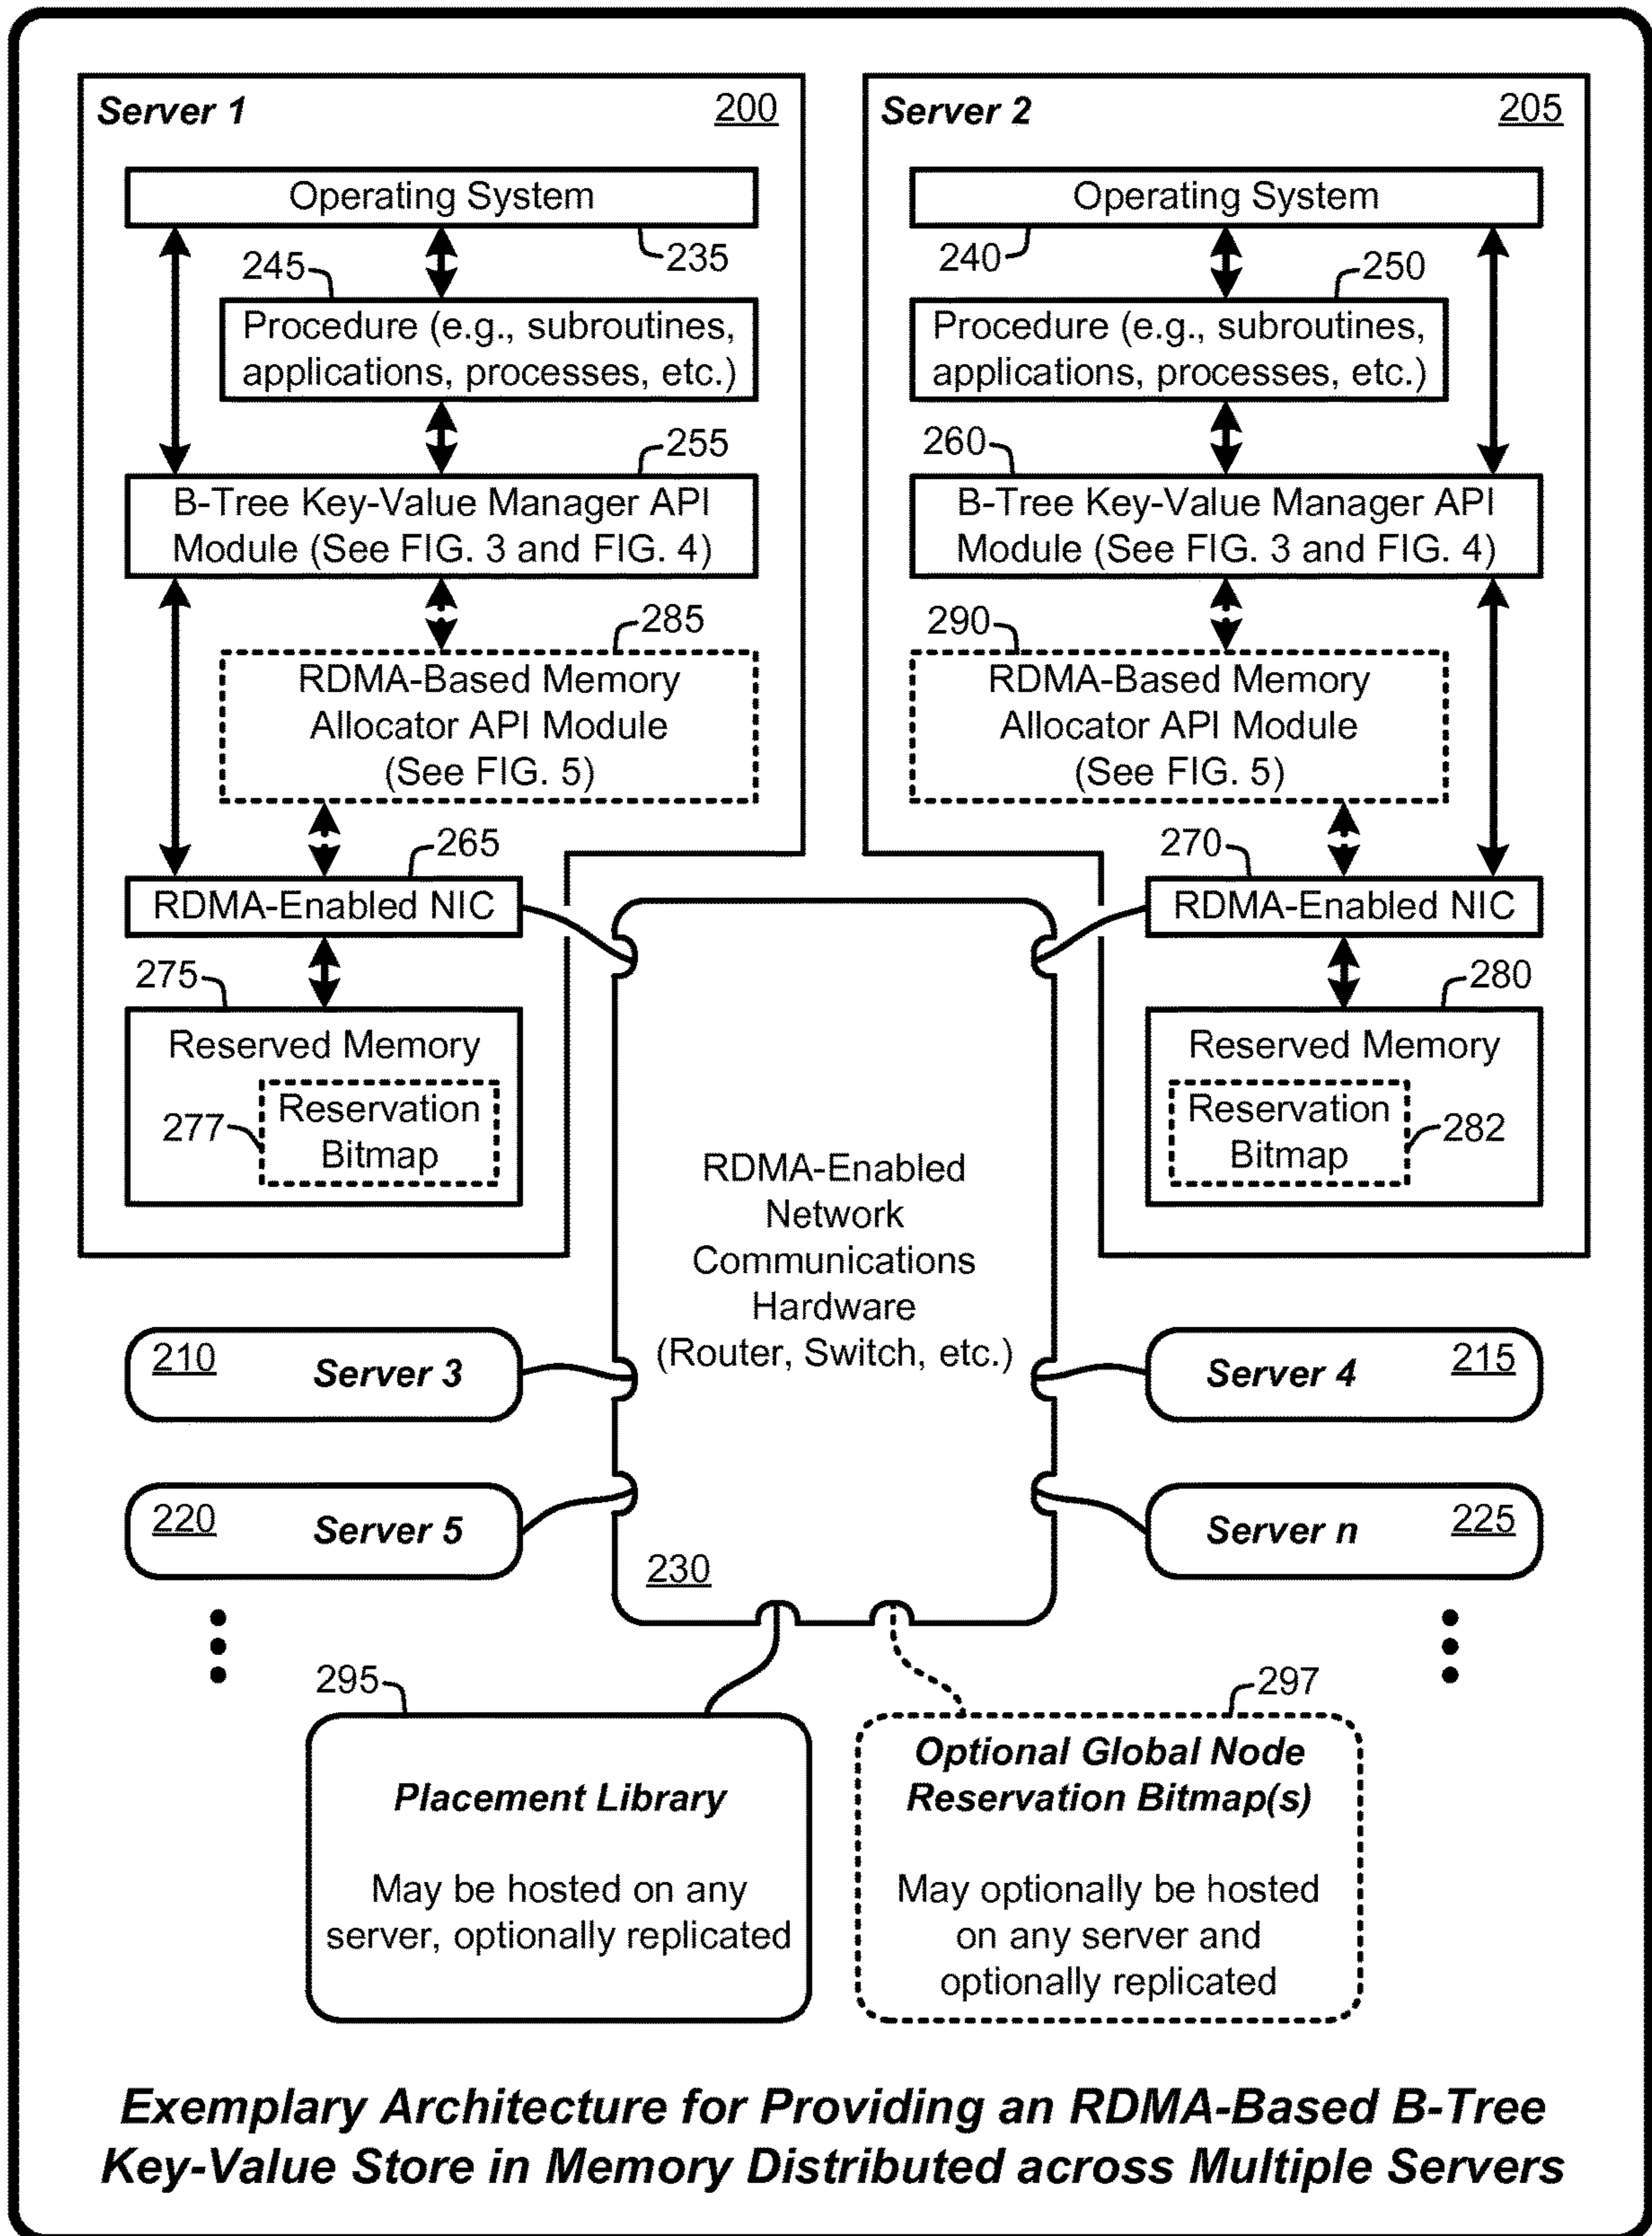 Server 1
200
Operating System
235
245
Procedure (e.g., subroutines,
applications, processes, etc.)
255
B-Tree Key-Value Manager API
Module (See FIG. 3 and FIG. 4)
285
RDMA-Based Memory
Allocator API Module
(See FIG. 5)
265
RDMA-Enabled NIC
275
Reserved Memory
277
Reservation
Bitmap
Server 2
205
Operating System
240
250
Procedure (e.g., subroutines,
applications, processes, etc.)
260
B-Tree Key-Value Manager API
Module (See FIG. 3 and FIG. 4)
290
RDMA-Based Memory
Allocator API Module
(See FIG. 5)
270
RDMA-Enabled NIC
280
Reserved Memory
Reservation
Bitmap
282
RDMA-Enabled
Network
Communications
Hardware
(Router, Switch, etc.)
230
210
Server 3
Server 4
215
220
Server 5
Server n
225
295
Placement Library
May be hosted on any
server, optionally replicated
297
Optional Global Node
Reservation Bitmap(s)
May optionally be hosted
on any server and
optionally replicated
Exemplary Architecture for Providing an RDMA-Based B-Tree
Key-Value Store in Memory Distributed across Multiple Servers